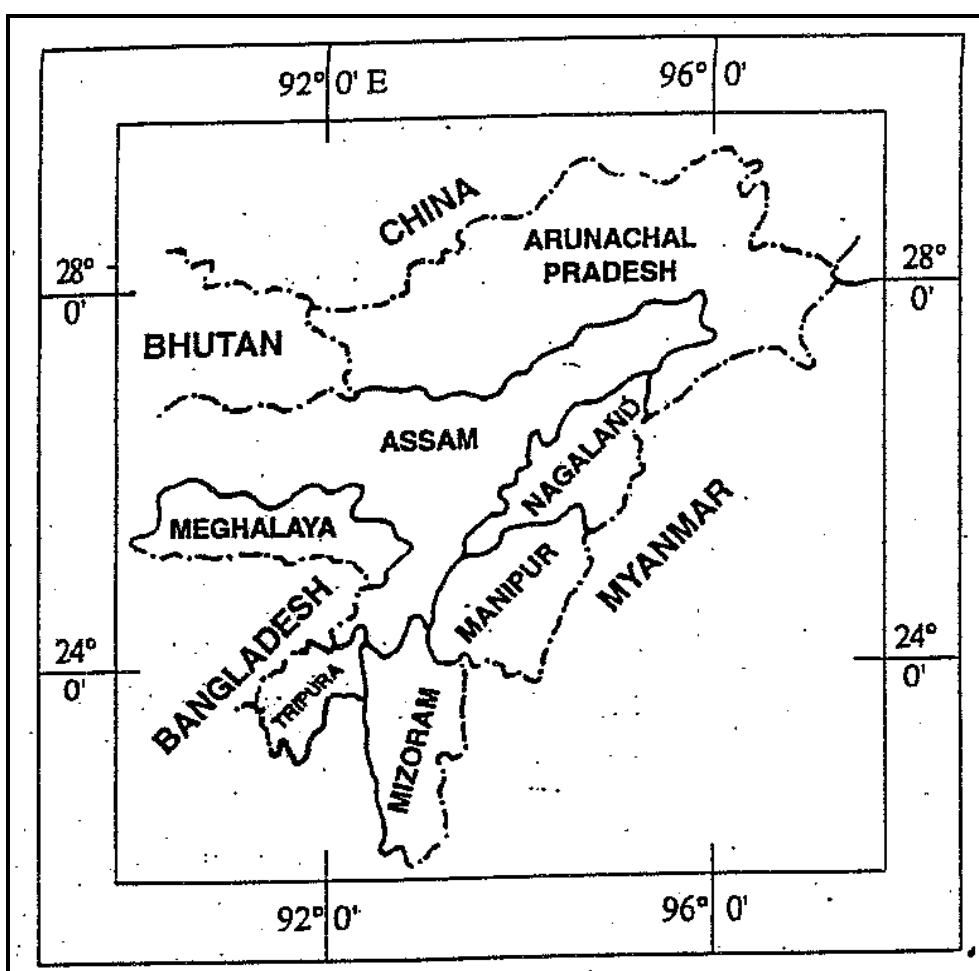 92° 0' E
96° 0'
CHINA
ARUNACHAL
PRADESH
28°
0'
28°
0'
BHUTAN
ASSAM
NAGALAND
MEGHALAYA
MYANMAR
MANIPUR
BANGLADESH
24°
0'
24°
0'
TRIPURA
MIZORAM
92° 0'
96° 0'